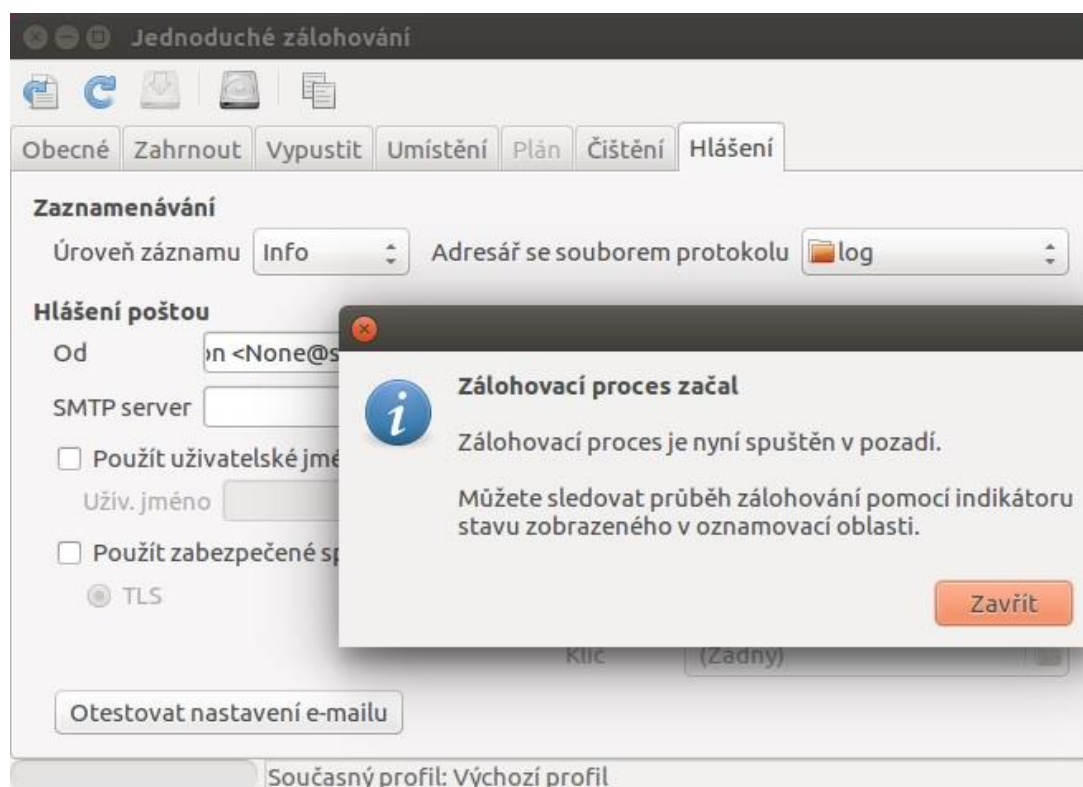 Jednoduché zálohování
Obecné Zahrnout Vypustit Umístění Plán Čištění Hlášení
Zaznamenávání
Úroveň záznamu Info Adresář se souborem protokolu log
Hlášení poštou
Od on <None@s
SMTP server
Použít uživatelské jmé
Uživ. jméno
Použít zabezpečené sp
TLS
Zálohovací proces začal
Zálohovací proces je nyní spuštěn v pozadí.
Můžete sledovat průběh zálohování pomocí indikátoru
stavu zobrazeného v oznamovací oblasti.
Zavřít
Klíč (Žádný)
Otestovat nastavení e-mailu
Současný profil: Výchozí profil